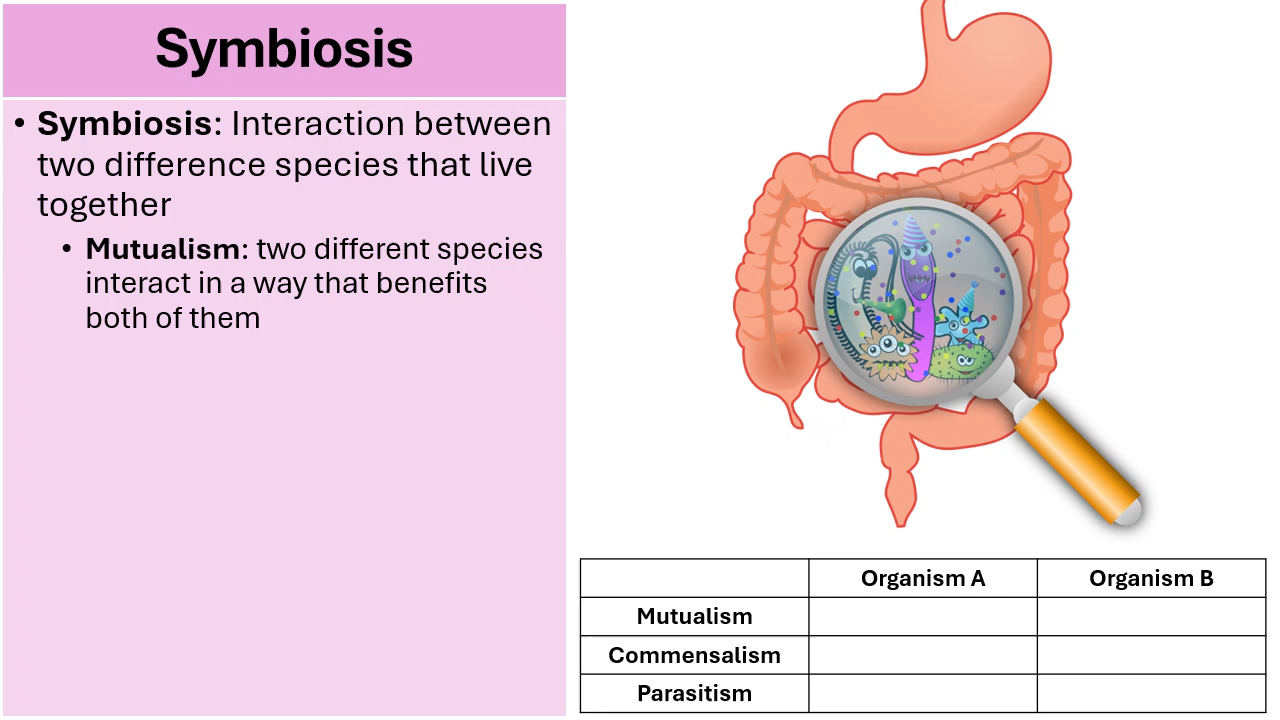 Symbiosis
• Symbiosis: Interaction between
two difference species that live
together
• Mutualism: two different species
interact in a way that benefits
both of them
Organism A Organism B
Mutualism
Commensalism
Parasitism